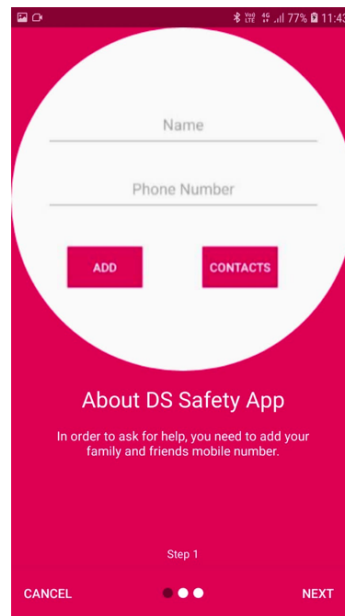 77% 11:43
Name
Phone Number
ADD CONTACTS
About DS Safety App
In order to ask for help, you need to add your
family and friends mobile number.
Step 1
CANCEL NEXT